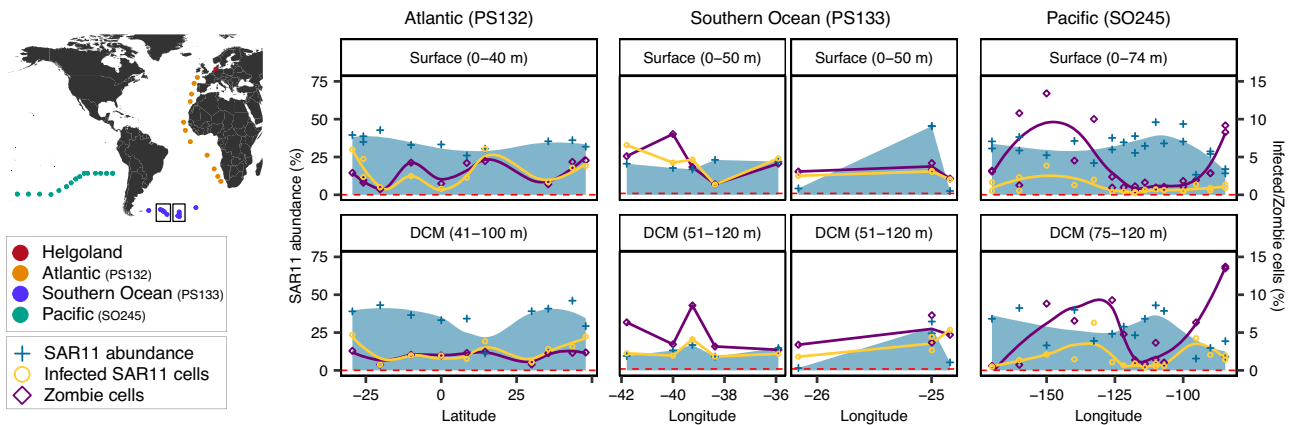 Atlantic (PS132)
Southern Ocean (PS133)
Pacific (SO245)
Surface (0−40 m)
Surface (0−50 m)
Surface (0−50 m)
Surface (0−74 m)
75
50
25
0
15
10
5
0
DCM (41−100 m)
DCM (51−120 m)
DCM (51−120 m)
DCM (75−120 m)
75
50
25
0
15
10
5
0
SAR11 abundance (%)
Infected/Zombie cells (%)
−25
0
25
−42
−40
−38
−36
−26
−25
−150
−125
−100
Latitude
Longitude
Longitude
Longitude
Helgoland
Atlantic (PS132)
Southern Ocean (PS133)
Pacific (SO245)
SAR11 abundance
Infected SAR11 cells
Zombie cells